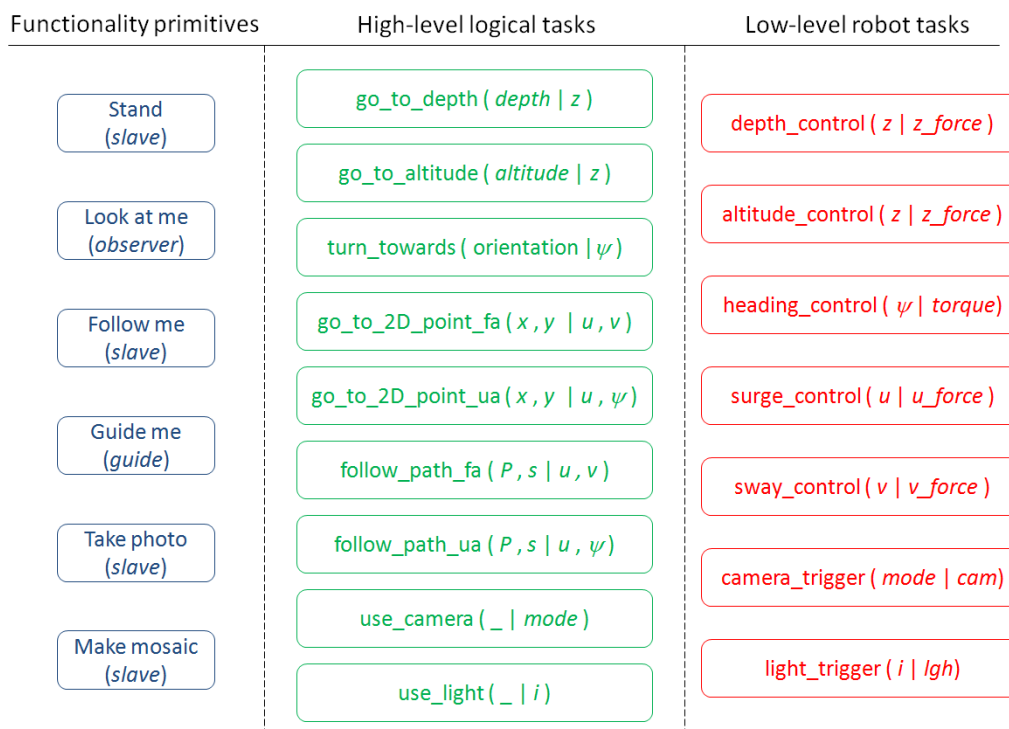 Functionality primitives
High-level logical tasks
Low-level robot tasks
Stand
(slave)
Look at me
(observer)
Follow me
(slave)
Guide me
(guide)
Take photo
(slave)
Make mosaic
(slave)
go_to_depth ( depth | z )
go_to_altitude ( altitude | z )
turn_towards ( orientation | ψ )
go_to_2D_point_fa ( x , y | u , v )
go_to_2D_point_ua ( x , y | u , ψ )
follow_path_fa ( P , s | u , v )
follow_path_ua ( P , s | u , ψ )
use_camera ( _ | mode )
use_light ( _ | i )
depth_control ( z | z_force )
altitude_control ( z | z_force )
heading_control ( ψ | torque)
surge_control ( u | u_force )
sway_control ( v | v_force )
camera_trigger ( mode | cam)
light_trigger ( i | lgh)